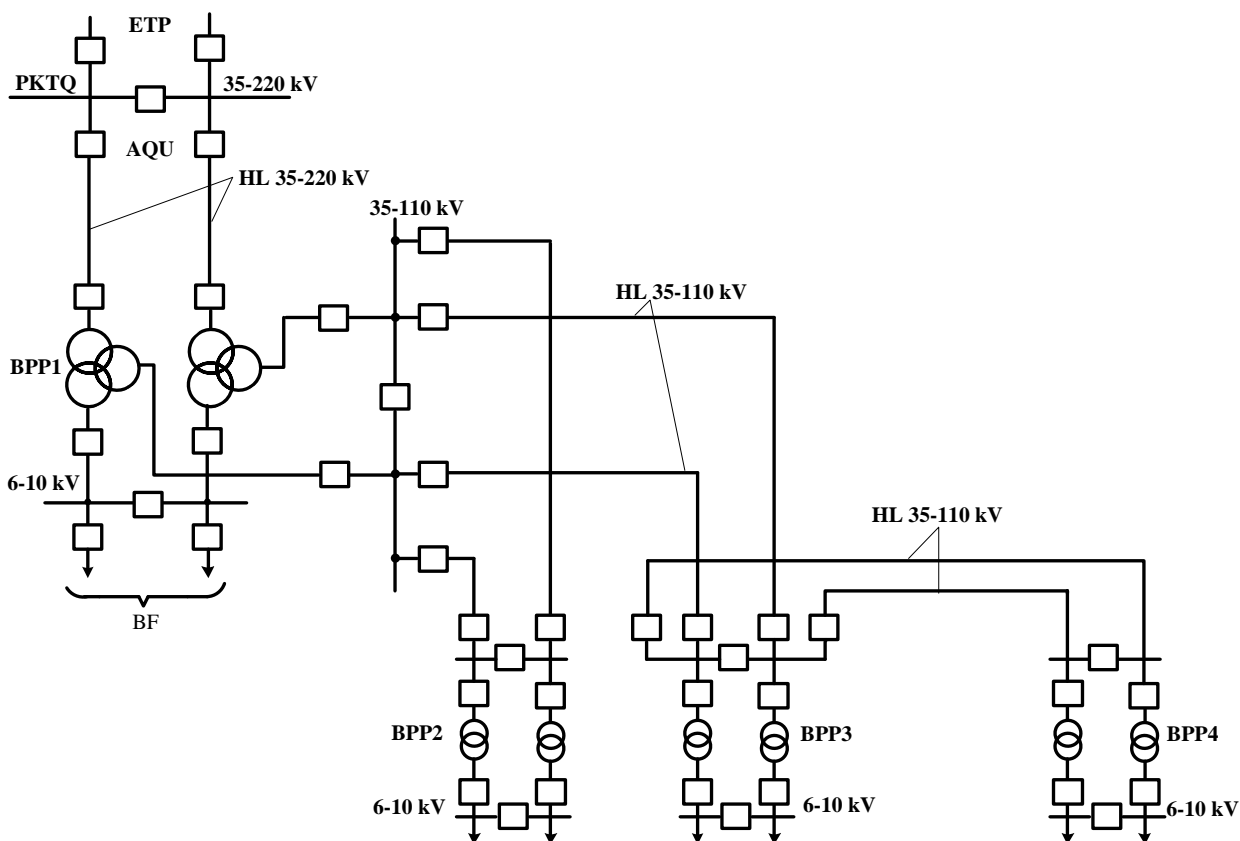 ETP
PKTQ
35-220 kV
AQU
HL 35-220 kV
35-110 kV
HL 35-110 kV
BPP1
6-10 kV
HL 35-110 kV
BF
BPP2
BPP3
BPP4
6-10 kV
6-10 kV
6-10 kV